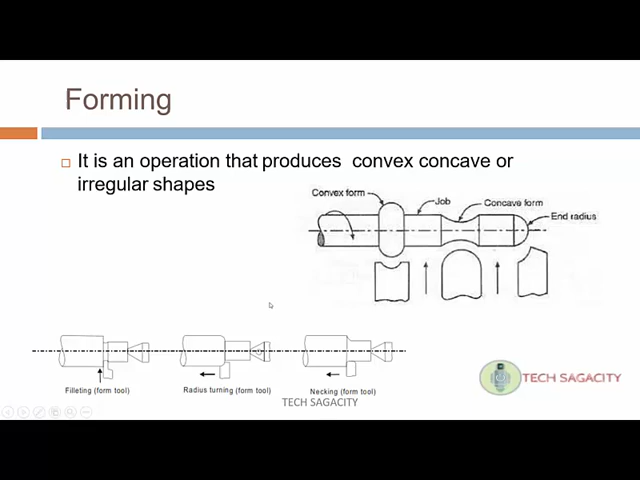 Forming
It is an operation that produces convex concave or
irregular shapes
Convex form
Job
Concave form
End radius
Filleting (form tool)
Radius turning (form tool)
Necking (form tool)
TECH SAGACITY
TECH SAGACITY